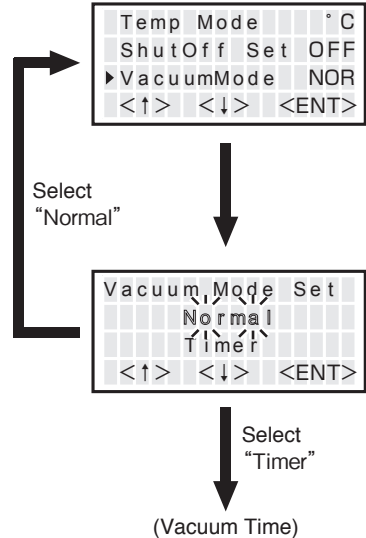 Temp Mode °C
ShutOff Set OFF
▶VacuumMode NOR
<↑> <↓> <ENT>
Select
“Normal”
Vacuum Mode Set
Normal
Timer
<↑> <↓> <ENT>
Select
“Timer”
(Vacuum Time)